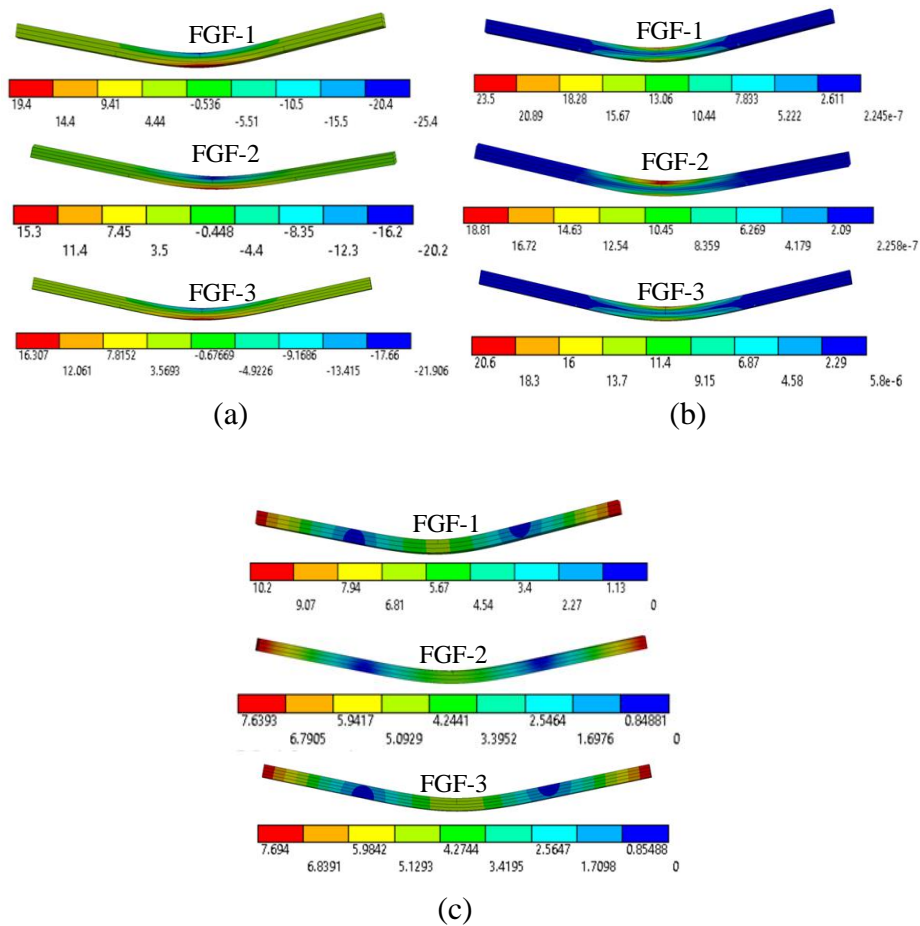 FGF-1
19.4 9.41 -0.536 -10.5 -20.4
14.4 4.44 -5.51 -15.5 -25.4
FGF-2
15.3 7.45 -0.448 -8.35 -16.2
11.4 3.5 -4.4 -12.3 -20.2
FGF-3
16.307 7.8152 -0.67669 -9.1686 -17.66
12.061 3.5693 -4.9226 -13.415 -21.906
(a)
FGF-1
23.5 18.28 13.06 7.833 2.611
20.89 15.67 10.44 5.222 2.245e-7
FGF-2
18.81 14.63 10.45 6.269 2.09
16.72 12.54 8.359 4.179 2.258e-7
FGF-3
20.6 16 11.4 6.87 2.29
18.3 13.7 9.15 4.58 5.8e-6
(b)
FGF-1
10.2 7.94 5.67 3.4 1.13
9.07 6.81 4.54 2.27 0
FGF-2
7.6393 5.9417 4.2441 2.5464 0.84881
6.7905 5.0929 3.3952 1.6976 0
FGF-3
7.694 5.9842 4.2744 2.5647 0.85488
6.8391 5.1293 3.4195 1.7098 0
(c)